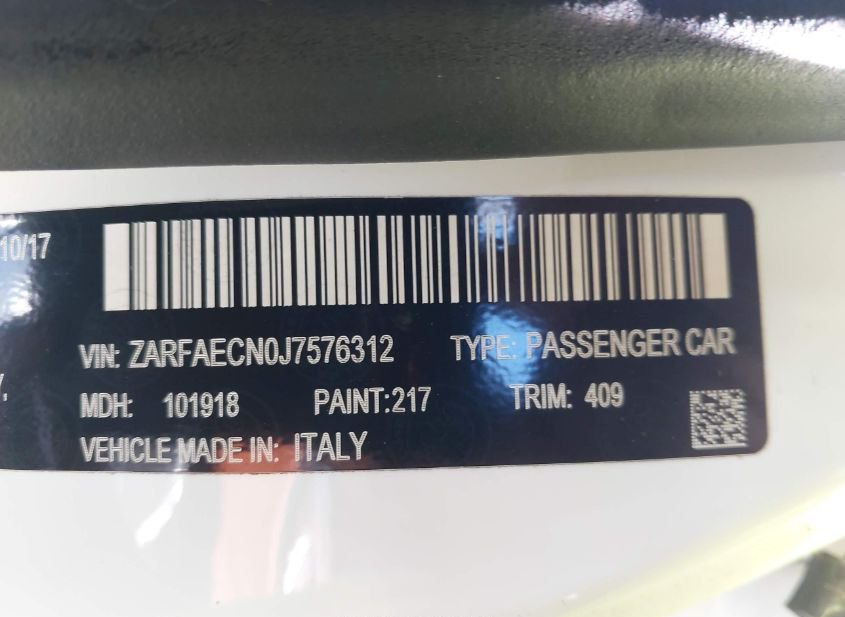 10/17
VIN: ZARFAECN0J7576312 TYPE: PASSENGER CAR
MDH: 101918 PAINT:217 TRIM: 409
VEHICLE MADE IN: ITALY